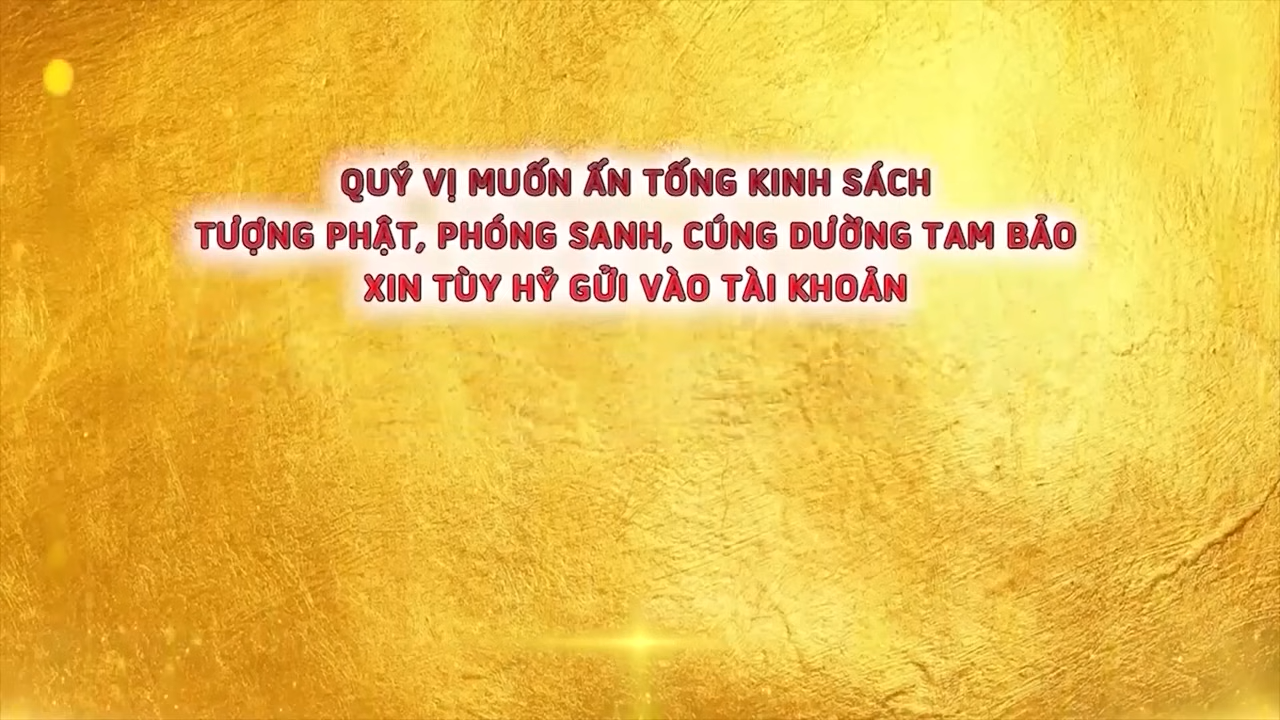 QUÝ VỊ MUỐN ẤN TỐNG KINH SÁCH
TƯỢNG PHẬT, PHÓNG SANH, CÚNG DƯỜNG TAM BẢO
XIN TÙY HỶ GỬI VÀO TÀI KHOẢN